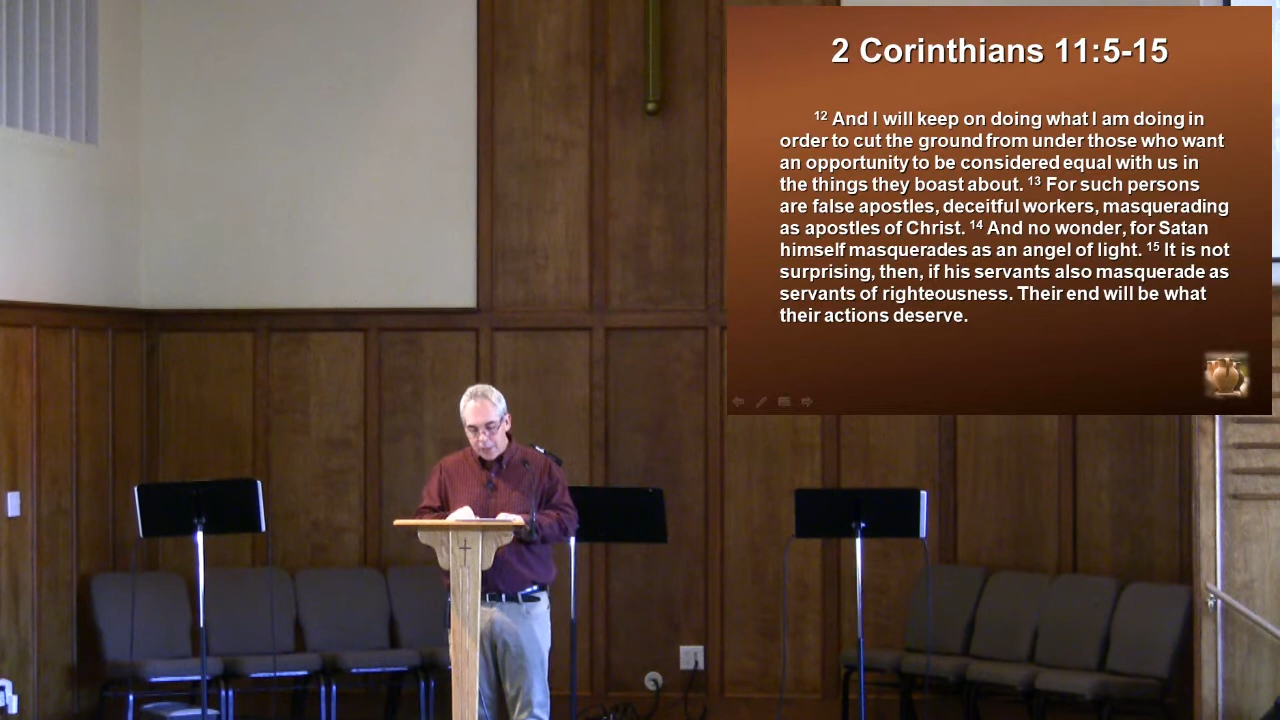 2 Corinthians 11:5-15
12 And I will keep on doing what I am doing in
order to cut the ground from under those who want
an opportunity to be considered equal with us in
the things they boast about. 13 For such persons
are false apostles, deceitful workers, masquerading
as apostles of Christ. 14 And no wonder, for Satan
himself masquerades as an angel of light. 15 It is not
surprising, then, if his servants also masquerade as
servants of righteousness. Their end will be what
their actions deserve.